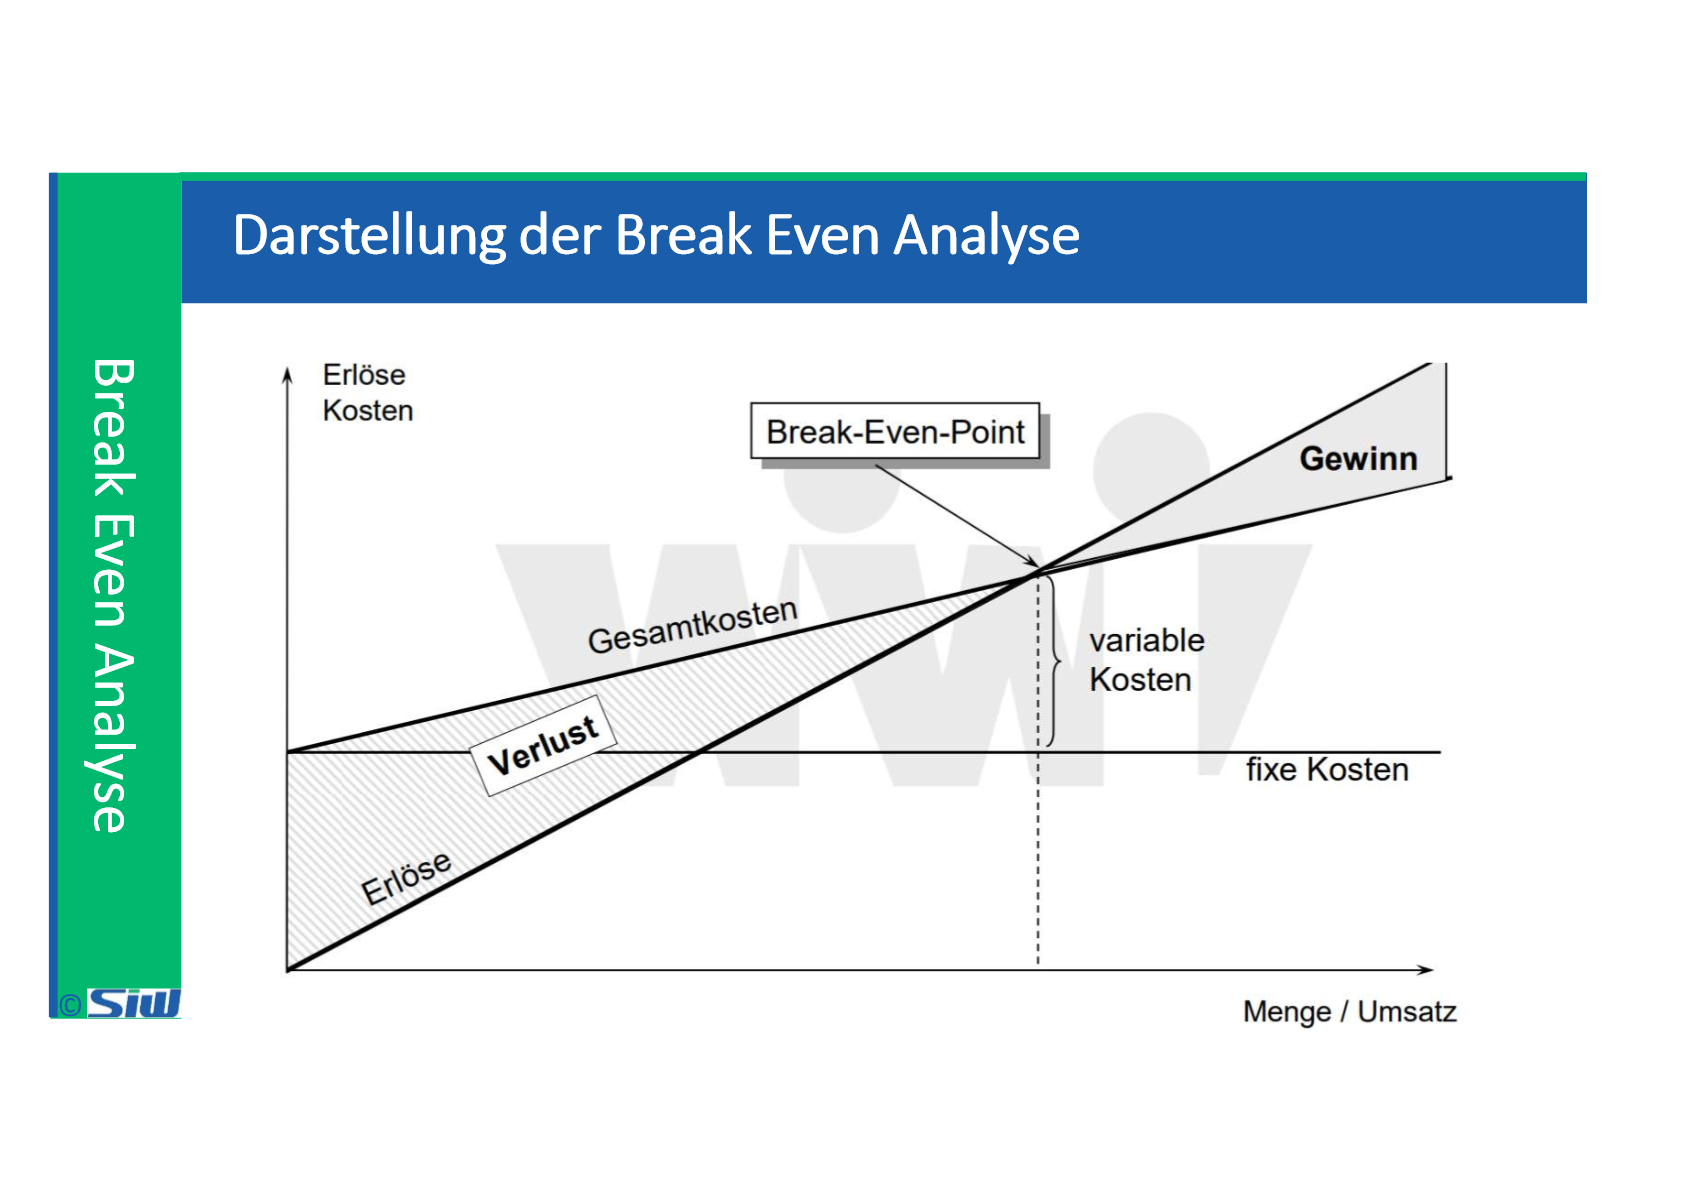 Darstellung der Break Even Analyse
Break Even Analyse
© SiW
Erlöse
Kosten
Break-Even-Point
Gewinn
Gesamtkosten
variable
Kosten
Verlust
fixe Kosten
Erlöse
Menge / Umsatz
wiwi